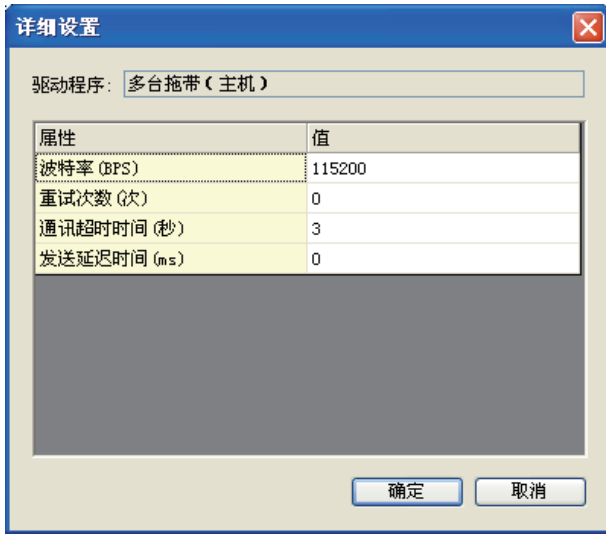 详细设置
驱动程序: 多台拖带(主机)
属性 值
波特率(BPS) 115200
重试次数(次) 0
通讯超时时间(秒) 3
发送延迟时间(ms) 0
确定 取消